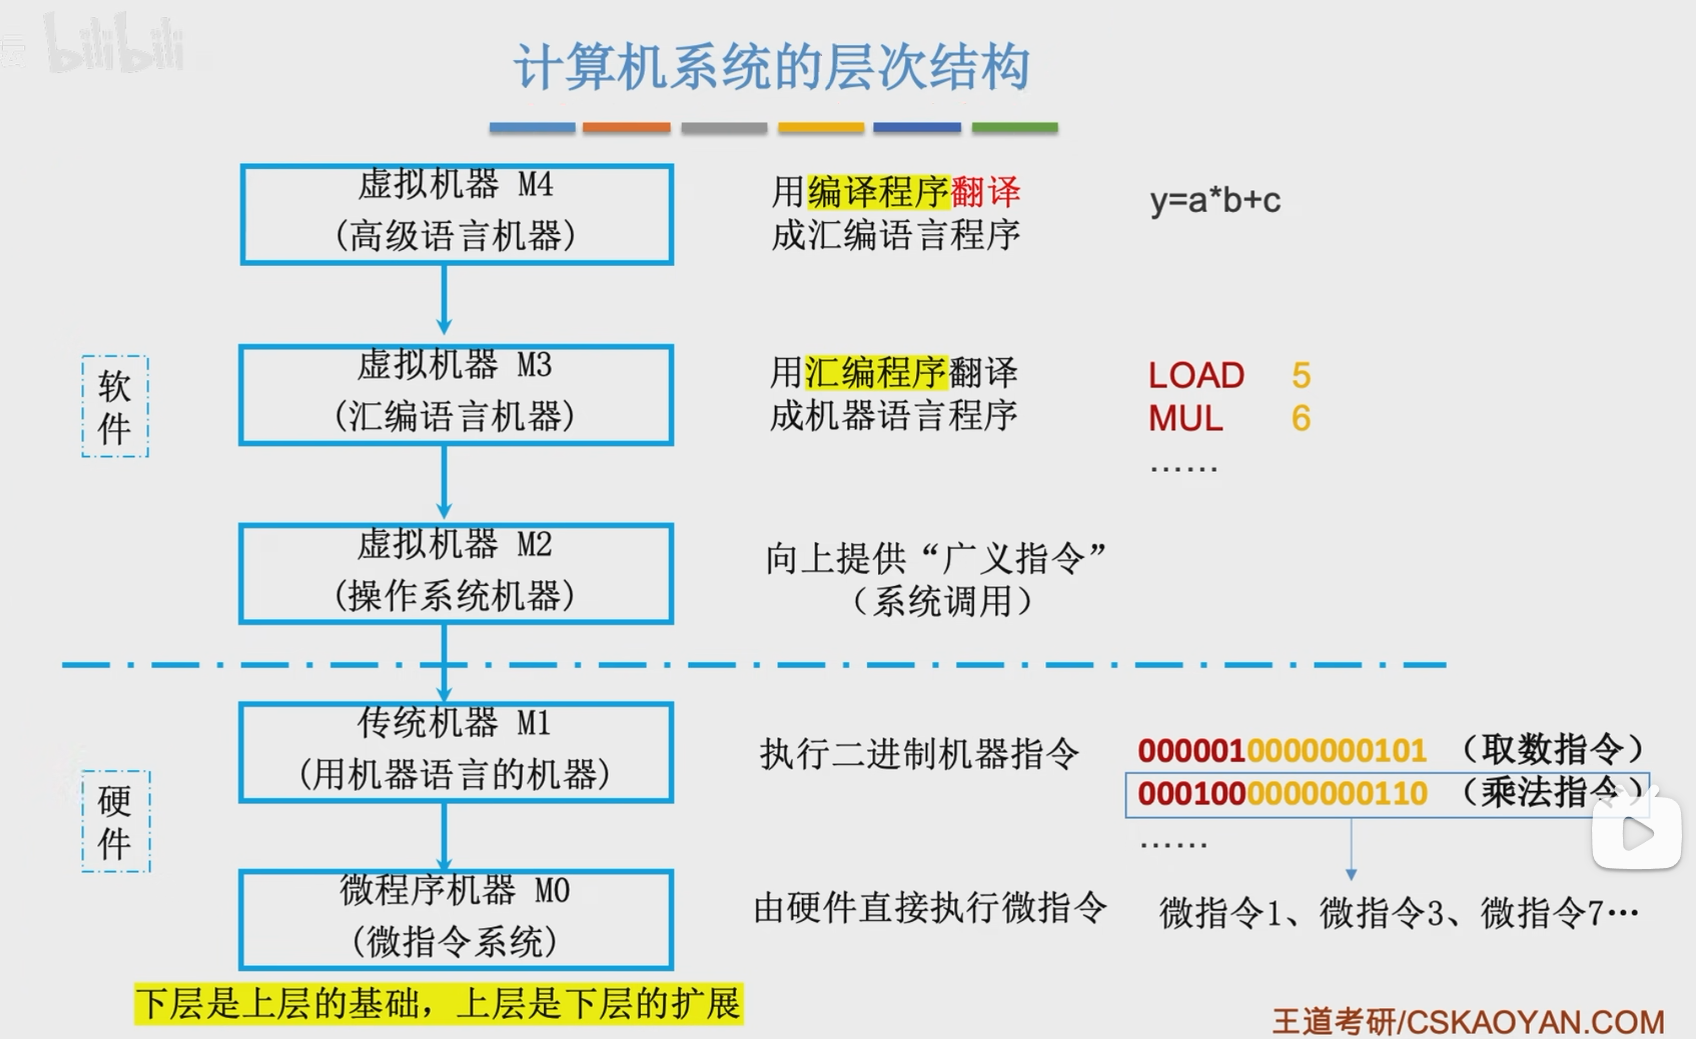 bilibili
计算机系统的层次结构
虚拟机器 M4
(高级语言机器)
用编译程序翻译
成汇编语言程序
y=a*b+c
软
件
虚拟机器 M3
(汇编语言机器)
用汇编程序翻译
成机器语言程序
LOAD 5
MUL 6
......
虚拟机器 M2
(操作系统机器)
向上提供“广义指令”
（系统调用）
硬
件
传统机器 M1
(用机器语言的机器)
执行二进制机器指令
0000010000000101 （取数指令）
0001000000000110 （乘法指令）
......
微程序机器 M0
(微指令系统)
由硬件直接执行微指令
微指令1、微指令3、微指令7…
下层是上层的基础，上层是下层的扩展
王道考研/CSKAOYAN.COM